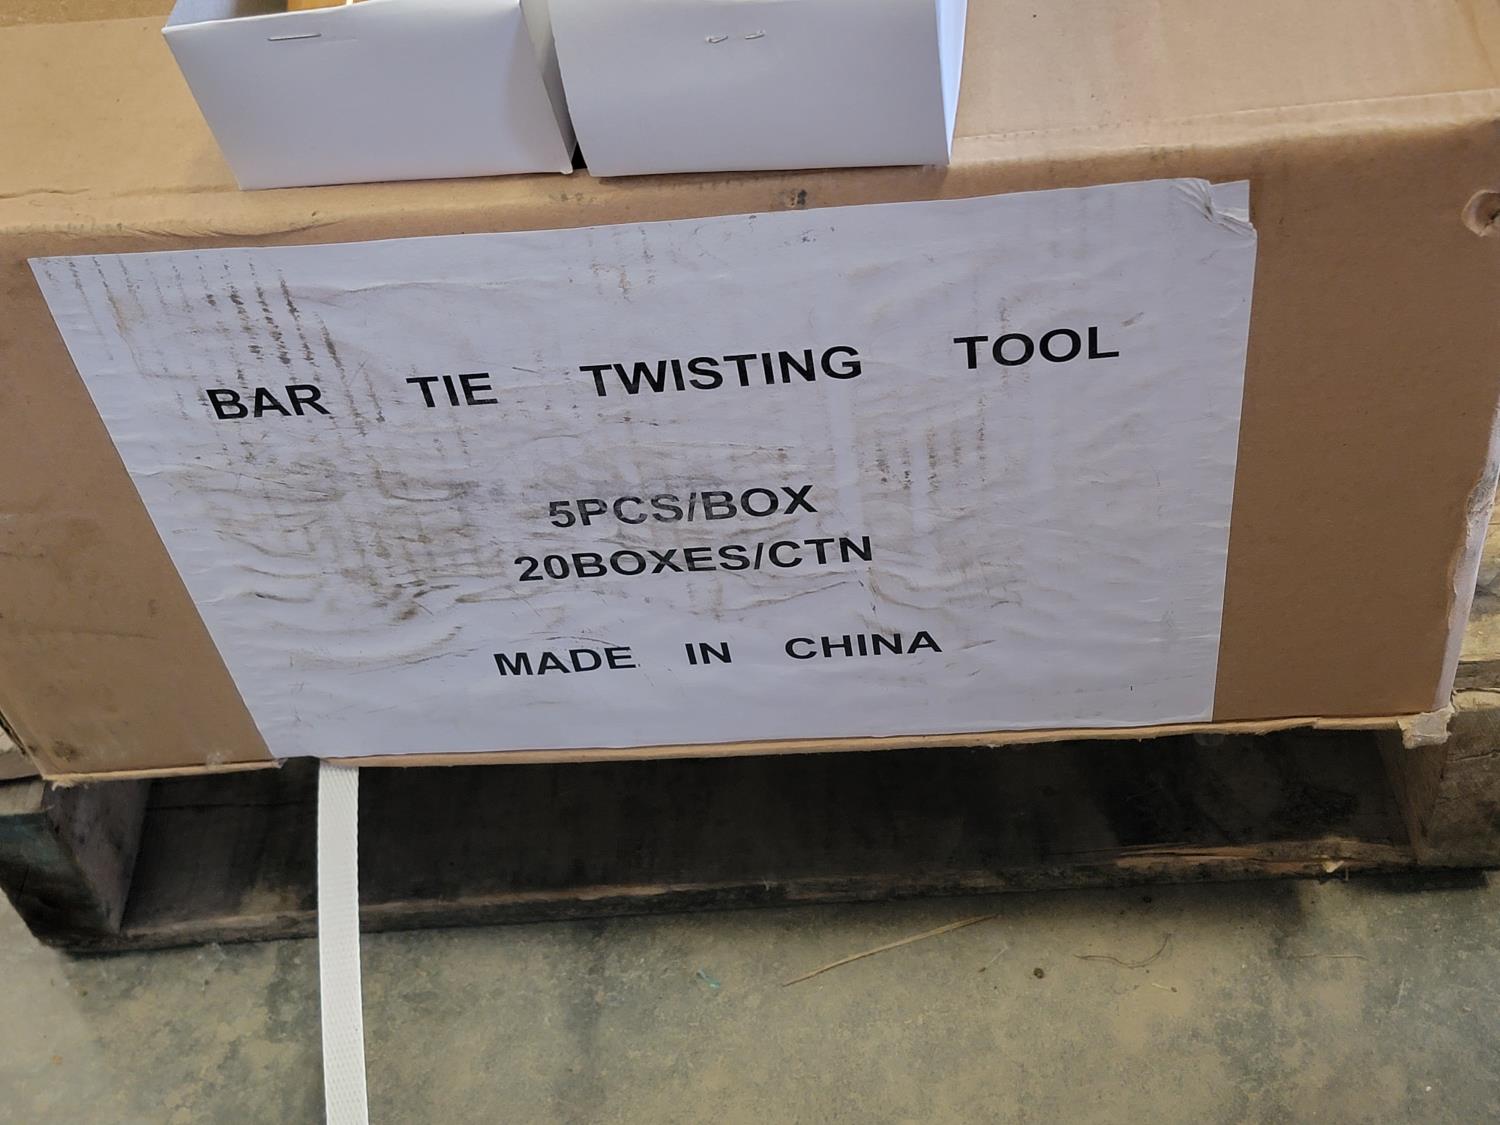 BAR TIE TWISTING TOOL
5PCS/BOX
20BOXES/CTN
MADE IN CHINA